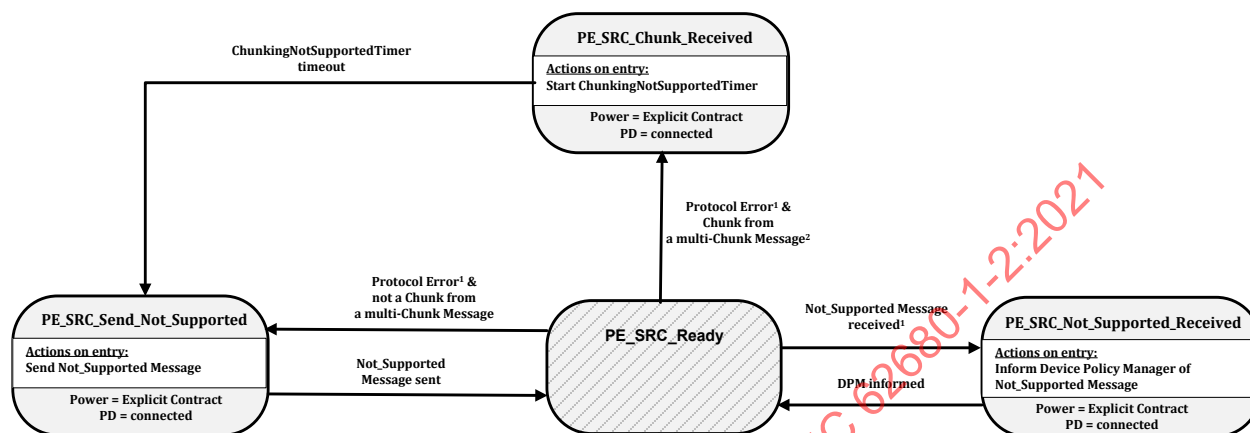 PE_SRC_Chunk_Received
Actions on entry:
Start ChunkingNotSupportedTimer
Power = Explicit Contract
PD = connected
ChunkingNotSupportedTimer
timeout
Protocol Error¹ &
Chunk from
a multi-Chunk Message²
Protocol Error¹ &
not a Chunk from
a multi-Chunk Message
Not_Supported
Message sent
PE_SRC_Send_Not_Supported
Actions on entry:
Send Not_Supported Message
Power = Explicit Contract
PD = connected
PE_SRC_Ready
Not_Supported Message
received¹
DPM informed
PE_SRC_Not_Supported_Received
Actions on entry:
Inform Device Policy Manager of
Not_Supported Message
Power = Explicit Contract
PD = connected
C 62680-1-2:2021